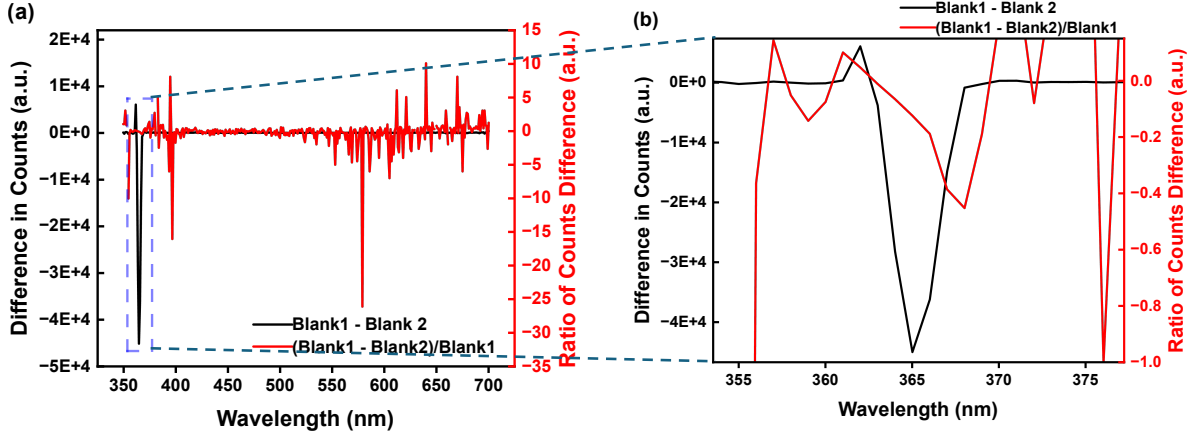 (a)
2E+4
1E+4
0E+0
−1E+4
−2E+4
−3E+4
−4E+4
−5E+4
Difference in Counts (a.u.)
350 400 450 500 550 600 650 700
Wavelength (nm)
15
10
5
0
−5
−10
−15
−20
−25
−30
−35
Ratio of Counts Difference (a.u.)
Blank1 - Blank 2
(Blank1 - Blank2)/Blank1
(b)
Blank1 - Blank 2
(Blank1 - Blank2)/Blank1
0E+0
−1E+4
−2E+4
−3E+4
−4E+4
Difference in Counts (a.u.)
355 360 365 370 375
Wavelength (nm)
0.0
−0.2
−0.4
−0.6
−0.8
−1.0
Ratio of Counts Difference (a.u.)